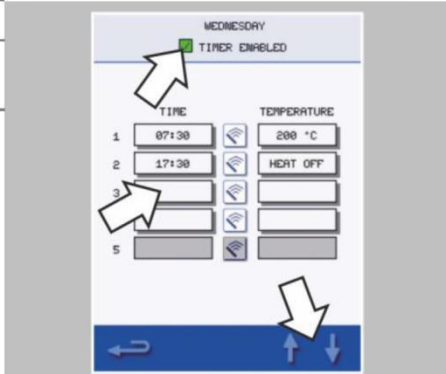 WEDNESDAY
TIMER ENABLED
TIME TEMPERATURE
1 07:30 200 °C
2 17:30 HEAT OFF
3
5